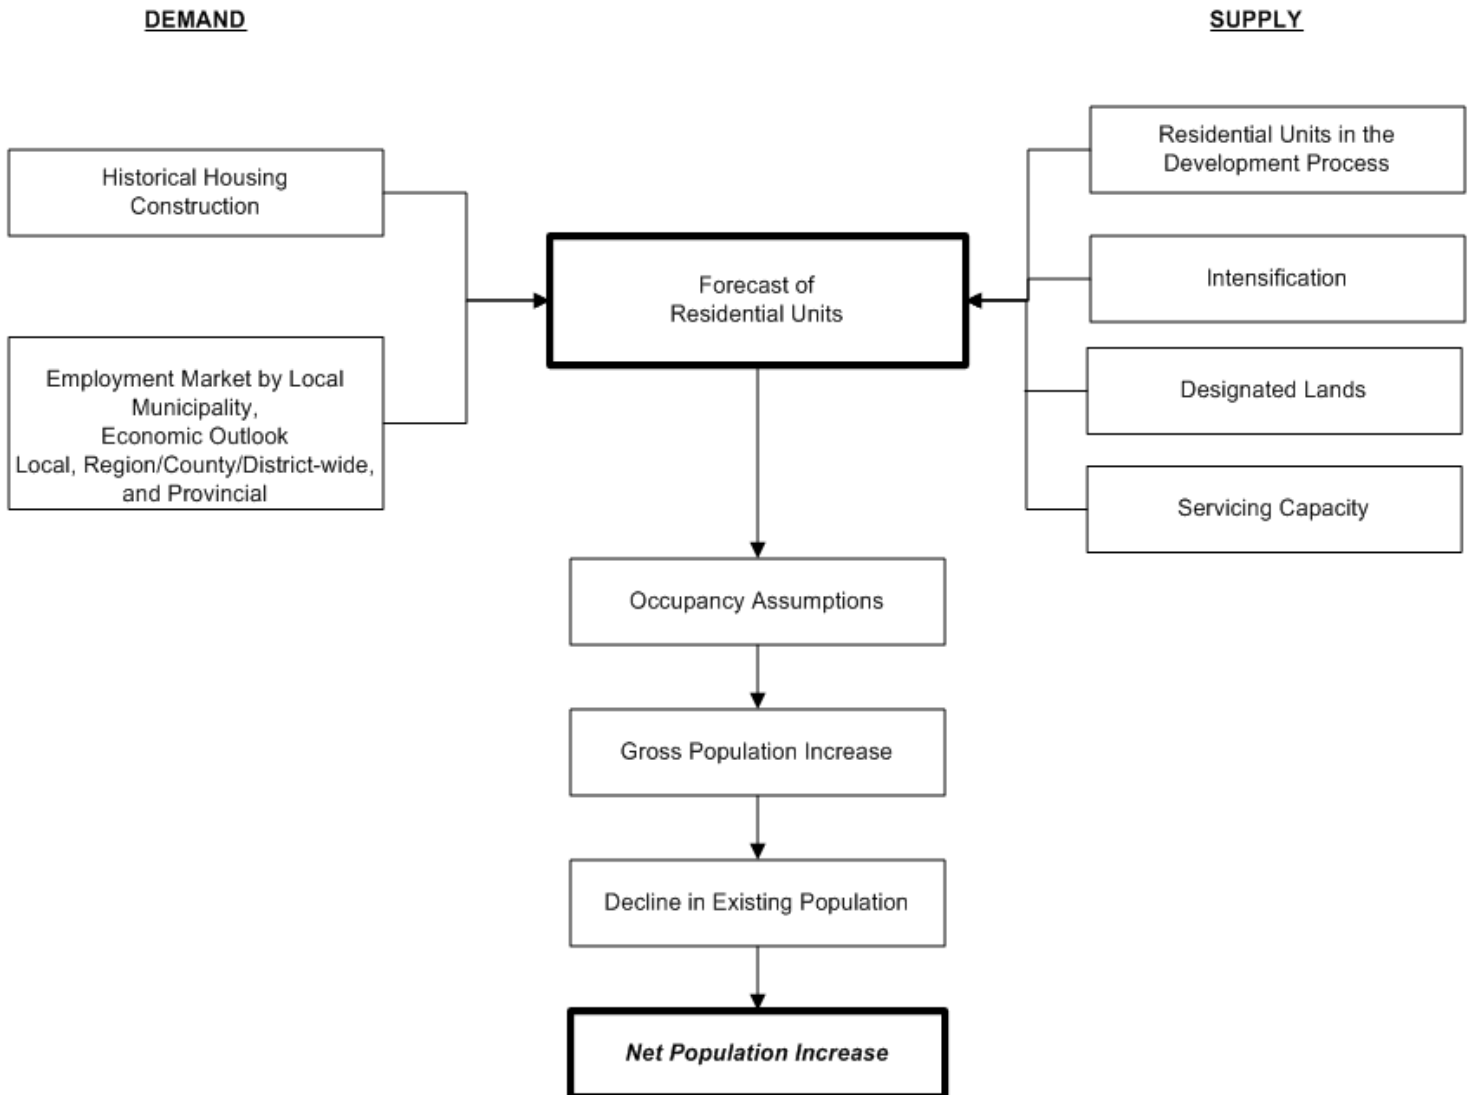 DEMAND
SUPPLY
Historical Housing
Construction
Employment Market by Local
Municipality,
Economic Outlook
Local, Region/County/District-wide,
and Provincial
Forecast of
Residential Units
Residential Units in the
Development Process
Intensification
Designated Lands
Servicing Capacity
Occupancy Assumptions
Gross Population Increase
Decline in Existing Population
Net Population Increase